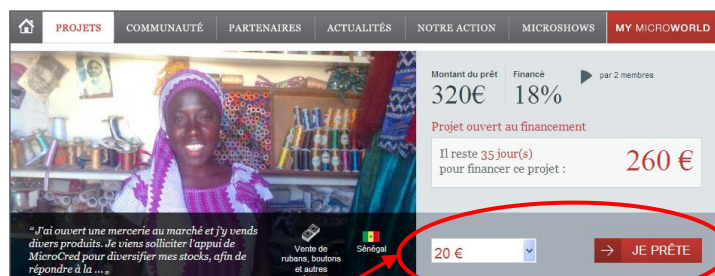 PROJETS COMMUNAUTÉ PARTENAIRES ACTUALITÉS NOTRE ACTION MICROSHOWS MY MICROWORLD
Montant du prêt Financé par 2 membres
320€ 18%
Projet ouvert au financement
Il reste 35 jour(s)
pour financer ce projet :
260 €
“J'ai ouvert une mercerie au marché et j'y vends
divers produits. Je viens solliciter l'appui de
MicroCred pour diversifier mes stocks, afin de
répondre à la ... „
Vente de
rubans, boutons
et autres
Sénégal
20 €
JE PRÊTE